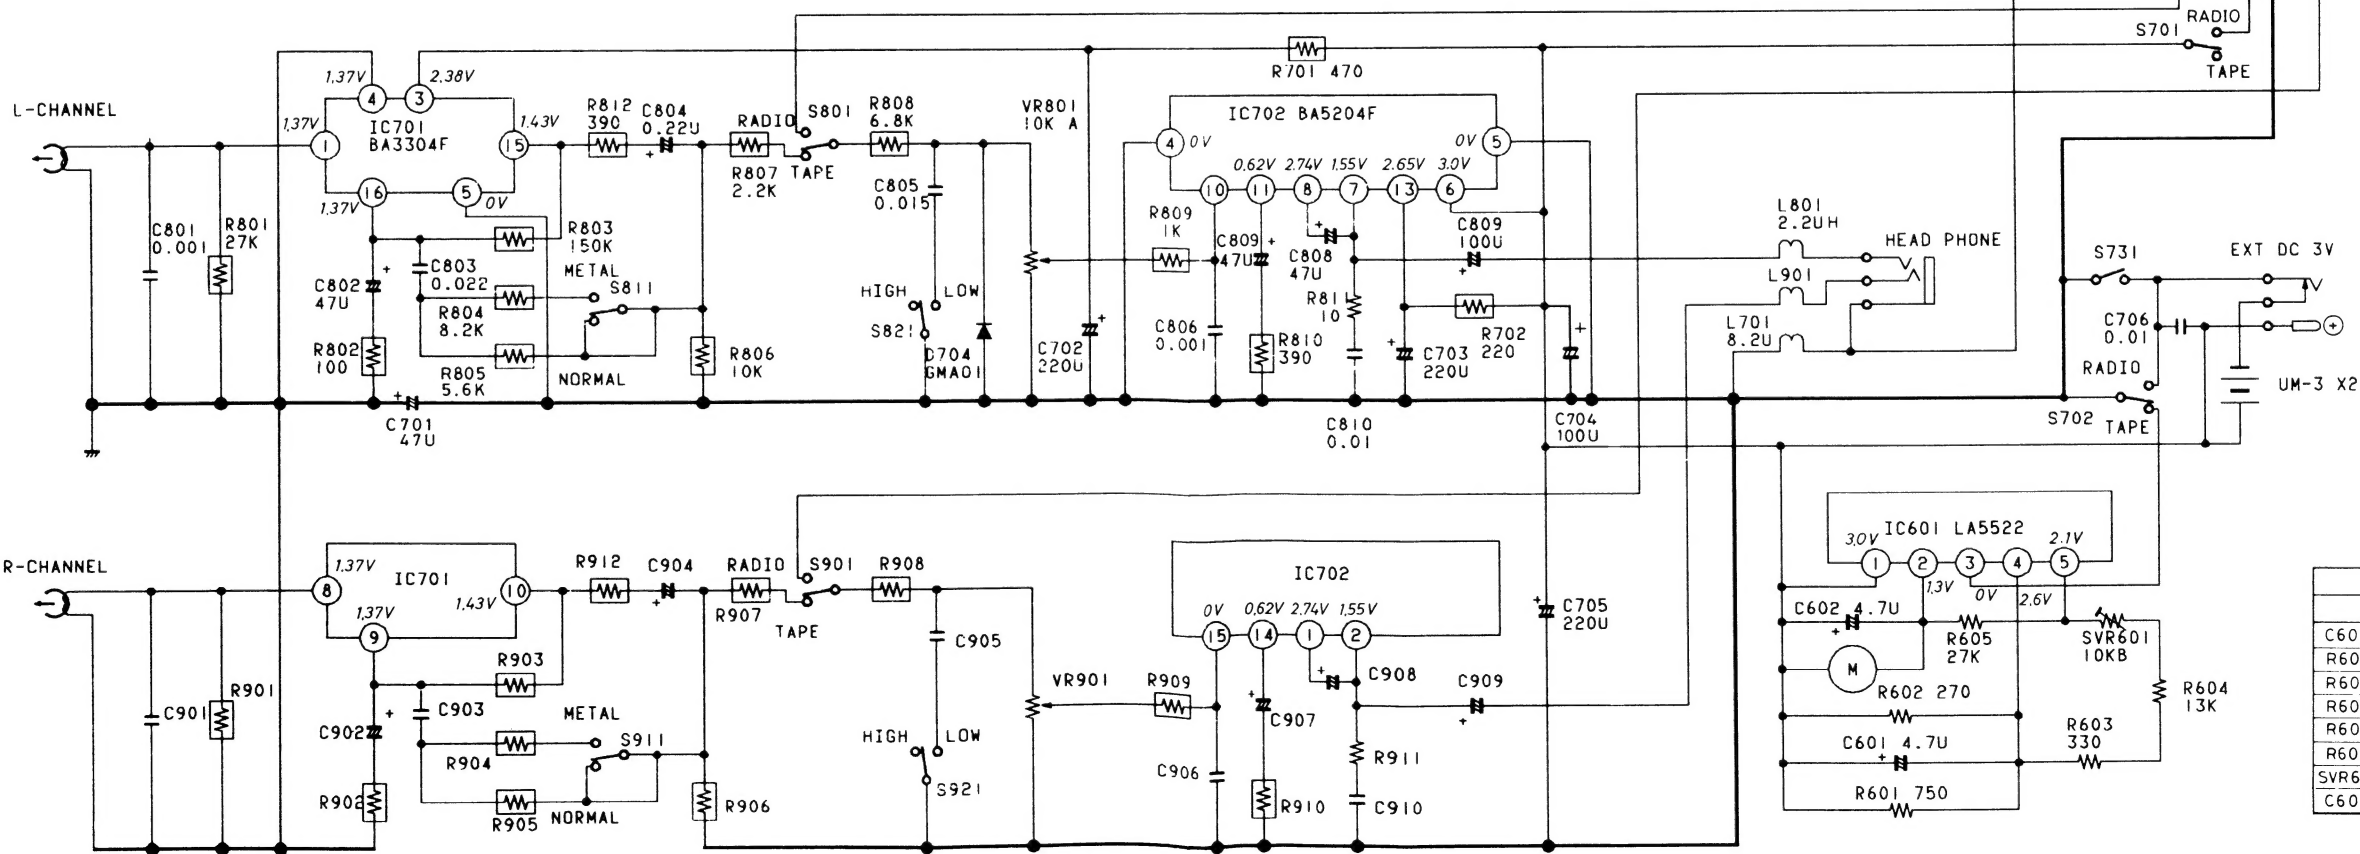 RADIO
S701
TAPE
R701 470
L-CHANNEL
1,37V
2,38V
4
3
1,37V
IC701
BA3304F
1
15
1.43V
16
5
1,37V
0V
R812
390
C804
0.22U
+
RADIO
S801
R807
2.2K
TAPE
R808
6.8K
VR801
10K A
IC702 BA5204F
4
0V
0V
5
0,62V
2.74V
1,55V
2.65V
3.0V
10
11
8
7
13
6
C801
0.001
R801
27K
R803
150K
METAL
S811
C803
0.022
+
C802
47U
R804
8.2K
R802
100
R805
5.6K
NORMAL
R806
10K
+
C701
47U
C805
0.015
HIGH
LOW
S821
C704
GMA01
+
C702
220U
R809
1K
C809
47U
+
+
C808
47U
C809
100U
+
C806
0.001
R810
390
R811
10
C810
0.01
+
C703
220U
R702
220
+
C704
100U
L801
2.2UH
HEAD PHONE
L901
L701
8.2U
S731
EXT DC 3V
C706
0.01
+
RADIO
S702
TAPE
UM-3 X2
R-CHANNEL
1,37V
IC701
8
10
1,43V
1,37V
9
R912
C904
+
RADIO
S901
R907
TAPE
R908
C901
R901
R903
+
C902
C903
METAL
S911
R904
R902
R905
NORMAL
R906
C905
HIGH
LOW
S921
VR901
IC702
0V
0,62V
2,74V
1,55V
15
14
1
2
R909
+
C907
+
C908
C909
+
C906
R910
R911
C910
+
C705
220U
IC601 LA5522
3,0V
2.1V
1
2
3
4
5
1,3V
0V
2,6V
C602 4.7U
+
R605
27K
SVR601
10KB
M
R602 270
R604
13K
C601 4.7U
+
R603
330
R601 750
C60
R60
R60
R60
R60
R60
SVR6
C60